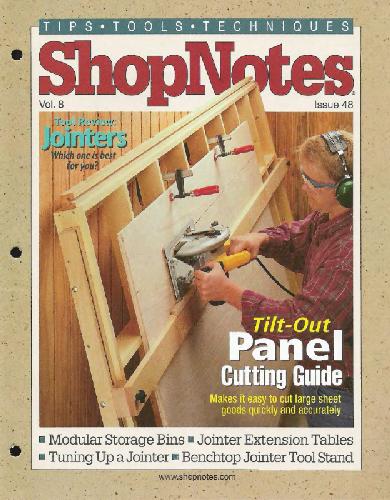 TIPS • TOOLS • TECHNIQUES
ShopNotes®
Vol. 8 Issue 48
Tool Review:
Jointers
Which one is best
for you?
Tilt-Out
Panel
Cutting Guide
Makes it easy to cut large sheet
goods quickly and accurately
■ Modular Storage Bins ■ Jointer Extension Tables
■ Tuning Up a Jointer ■ Benchtop Jointer Tool Stand
www.shopnotes.com